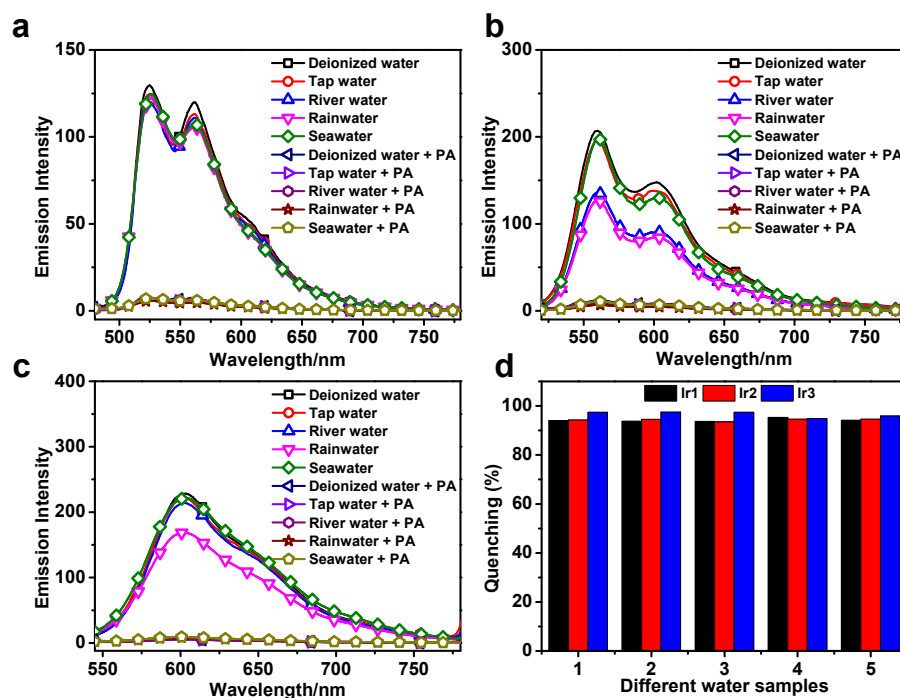 a
150
100
50
0
Emission Intensity
500 550 600 650 700 750
Wavelength/nm
Deionized water
Tap water
River water
Rainwater
Seawater
Deionized water + PA
Tap water + PA
River water + PA
Rainwater + PA
Seawater + PA
b
300
200
100
0
Emission Intensity
550 600 650 700 750
Wavelength/nm
Deionized water
Tap water
River water
Rainwater
Seawater
Deionized water + PA
Tap water + PA
River water + PA
Rainwater + PA
Seawater + PA
c
400
300
200
100
0
Emission Intensity
550 600 650 700 750
Wavelength/nm
Deionized water
Tap water
River water
Rainwater
Seawater
Deionized water + PA
Tap water + PA
River water + PA
Rainwater + PA
Seawater + PA
d
100
80
60
40
20
0
Quenching (%)
Ir1 Ir2 Ir3
1 2 3 4 5
Different water samples